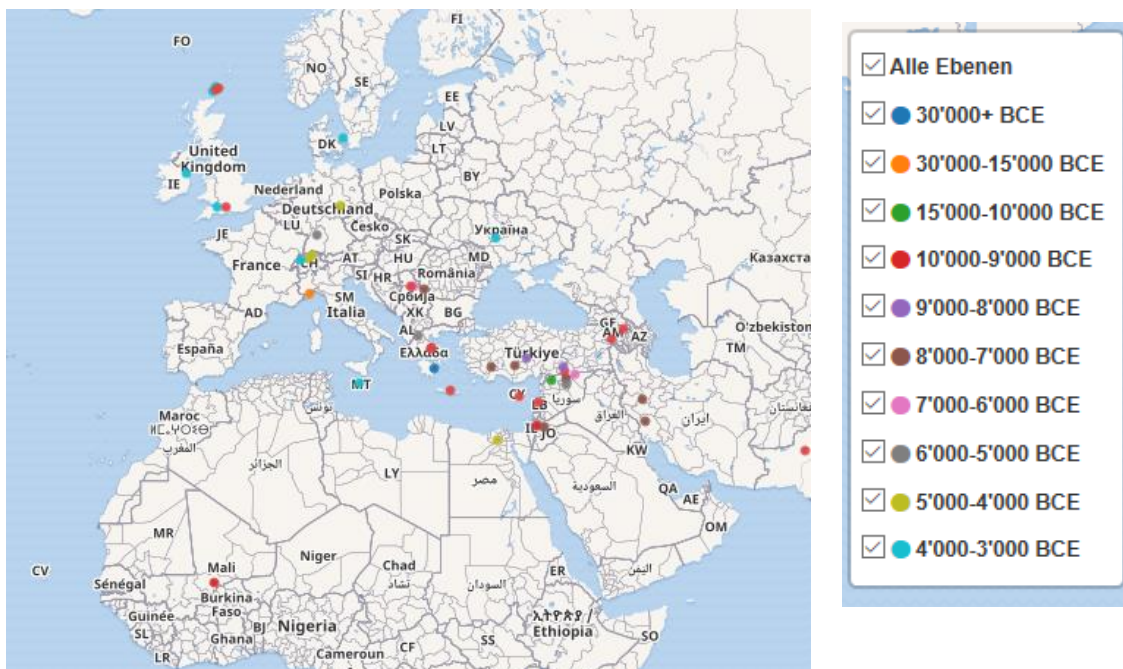 FI
FO
NO
SE
EE
LV
DK
LT
United
Kingdom
BY
IE
Nederland
Polska
Deutschland
LU
Česko
Україна
JE
SK
Казахста
France
CH
AT
HU
MD
SI
HR
România
SM
Србија
Italia
AD
XK
BG
GE
O'zbekiston
AL
AM
AZ
España
Ελλάδα
Türkiye
TM
MT
CY
تونس
LB
سوريا
العراق
ایران
Maroc
ⵍⵎⵖⵔⵉⴱ
المغرب
IL
JO
KW
الجزائر
LY
مصر
السعودية
QA
AE
OM
MR
CV
Mali
Niger
Chad
تشاد
السودان
ER
اليمن
Sénégal
Burkina
Faso
Guinée
BJ
Nigeria
ኢትዮጵያ /
Ethiopia
SL
Ghana
CF
SS
SO
LR
Cameroun
Alle Ebenen
30'000+ BCE
30'000-15'000 BCE
15'000-10'000 BCE
10'000-9'000 BCE
9'000-8'000 BCE
8'000-7'000 BCE
7'000-6'000 BCE
6'000-5'000 BCE
5'000-4'000 BCE
4'000-3'000 BCE